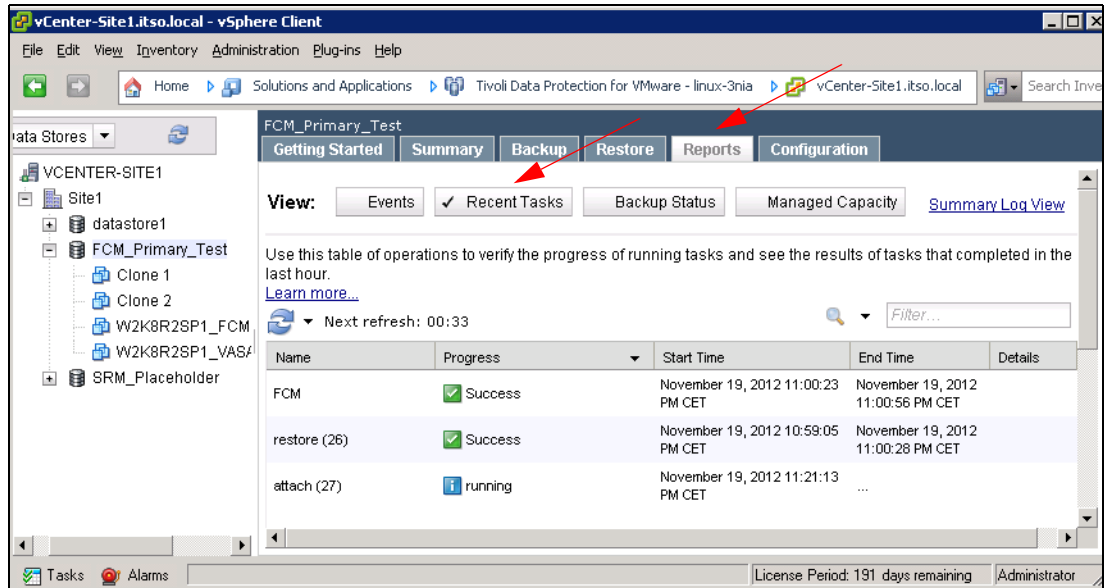 vCenter-Site1.itso.local - vSphere Client
File Edit View Inventory Administration Plug-ins Help
Home Solutions and Applications Tivoli Data Protection for VMware - linux-3nia vCenter-Site1.itso.local Search Inve
ata Stores
VCENTER-SITE1
Site1
datastore1
FCM_Primary_Test
Clone 1
Clone 2
W2K8R2SP1_FCM
W2K8R2SP1_VASA
SRM_Placeholder
FCM_Primary_Test
Getting Started Summary Backup Restore Reports Configuration
View: Events ✓ Recent Tasks Backup Status Managed Capacity Summary Log View
Use this table of operations to verify the progress of running tasks and see the results of tasks that completed in the
last hour.
Learn more...
Next refresh: 00:33 Filter...
Name Progress Start Time End Time Details
FCM Success November 19, 2012 11:00:23 PM CET November 19, 2012 11:00:56 PM CET
restore (26) Success November 19, 2012 10:59:05 PM CET November 19, 2012 11:00:28 PM CET
attach (27) running November 19, 2012 11:21:13 PM CET ...
Tasks Alarms License Period: 191 days remaining Administrator